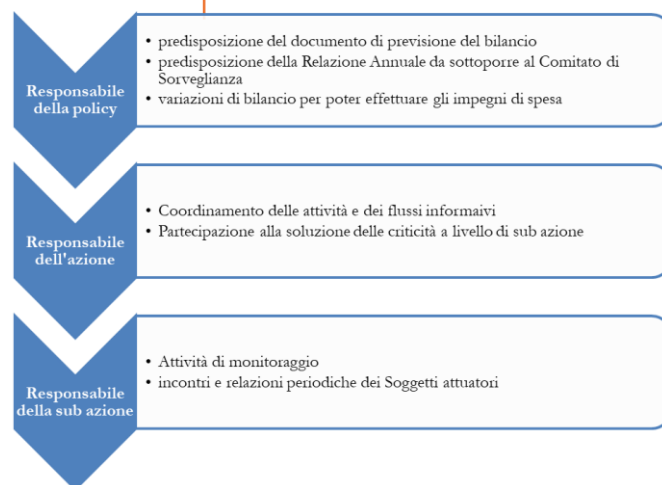 Responsabile
della policy
• predisposizione del documento di previsione del bilancio
• predisposizione della Relazione Annuale da sottoporre al Comitato di
Sorveglianza
• variazioni di bilancio per poter effettuare gli impegni di spesa
Responsabile
dell'azione
• Coordinamento delle attività e dei flussi informaivi
• Partecipazione alla soluzione delle criticità a livello di sub azione
Responsabile
della sub azione
• Attività di monitoraggio
• incontri e relazioni periodiche dei Soggetti attuatori